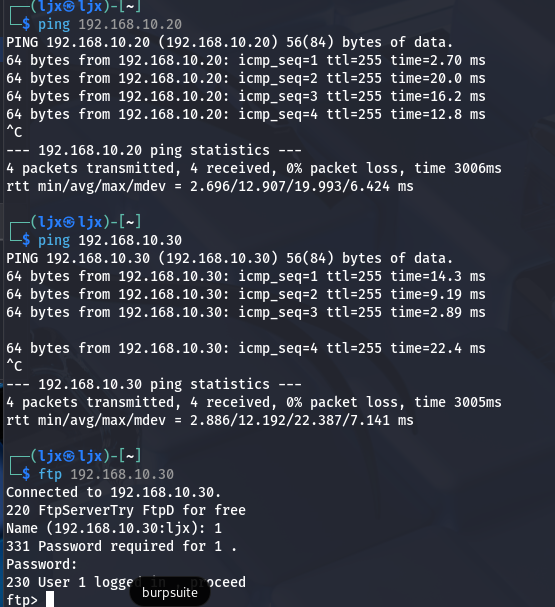 ┌──(ljx㉿ljx)-[~]
└─$ ping 192.168.10.20
PING 192.168.10.20 (192.168.10.20) 56(84) bytes of data.
64 bytes from 192.168.10.20: icmp_seq=1 ttl=255 time=2.70 ms
64 bytes from 192.168.10.20: icmp_seq=2 ttl=255 time=20.0 ms
64 bytes from 192.168.10.20: icmp_seq=3 ttl=255 time=16.2 ms
64 bytes from 192.168.10.20: icmp_seq=4 ttl=255 time=12.8 ms
^C
--- 192.168.10.20 ping statistics ---
4 packets transmitted, 4 received, 0% packet loss, time 3006ms
rtt min/avg/max/mdev = 2.696/12.907/19.993/6.424 ms
┌──(ljx㉿ljx)-[~]
└─$ ping 192.168.10.30
PING 192.168.10.30 (192.168.10.30) 56(84) bytes of data.
64 bytes from 192.168.10.30: icmp_seq=1 ttl=255 time=14.3 ms
64 bytes from 192.168.10.30: icmp_seq=2 ttl=255 time=9.19 ms
64 bytes from 192.168.10.30: icmp_seq=3 ttl=255 time=2.89 ms
64 bytes from 192.168.10.30: icmp_seq=4 ttl=255 time=22.4 ms
^C
--- 192.168.10.30 ping statistics ---
4 packets transmitted, 4 received, 0% packet loss, time 3005ms
rtt min/avg/max/mdev = 2.886/12.192/22.387/7.141 ms
┌──(ljx㉿ljx)-[~]
└─$ ftp 192.168.10.30
Connected to 192.168.10.30.
220 FtpServerTry FtpD for free
Name (192.168.10.30:ljx): 1
331 Password required for 1 .
Password:
230 User 1 logged in , proceed
ftp>
burpsuite